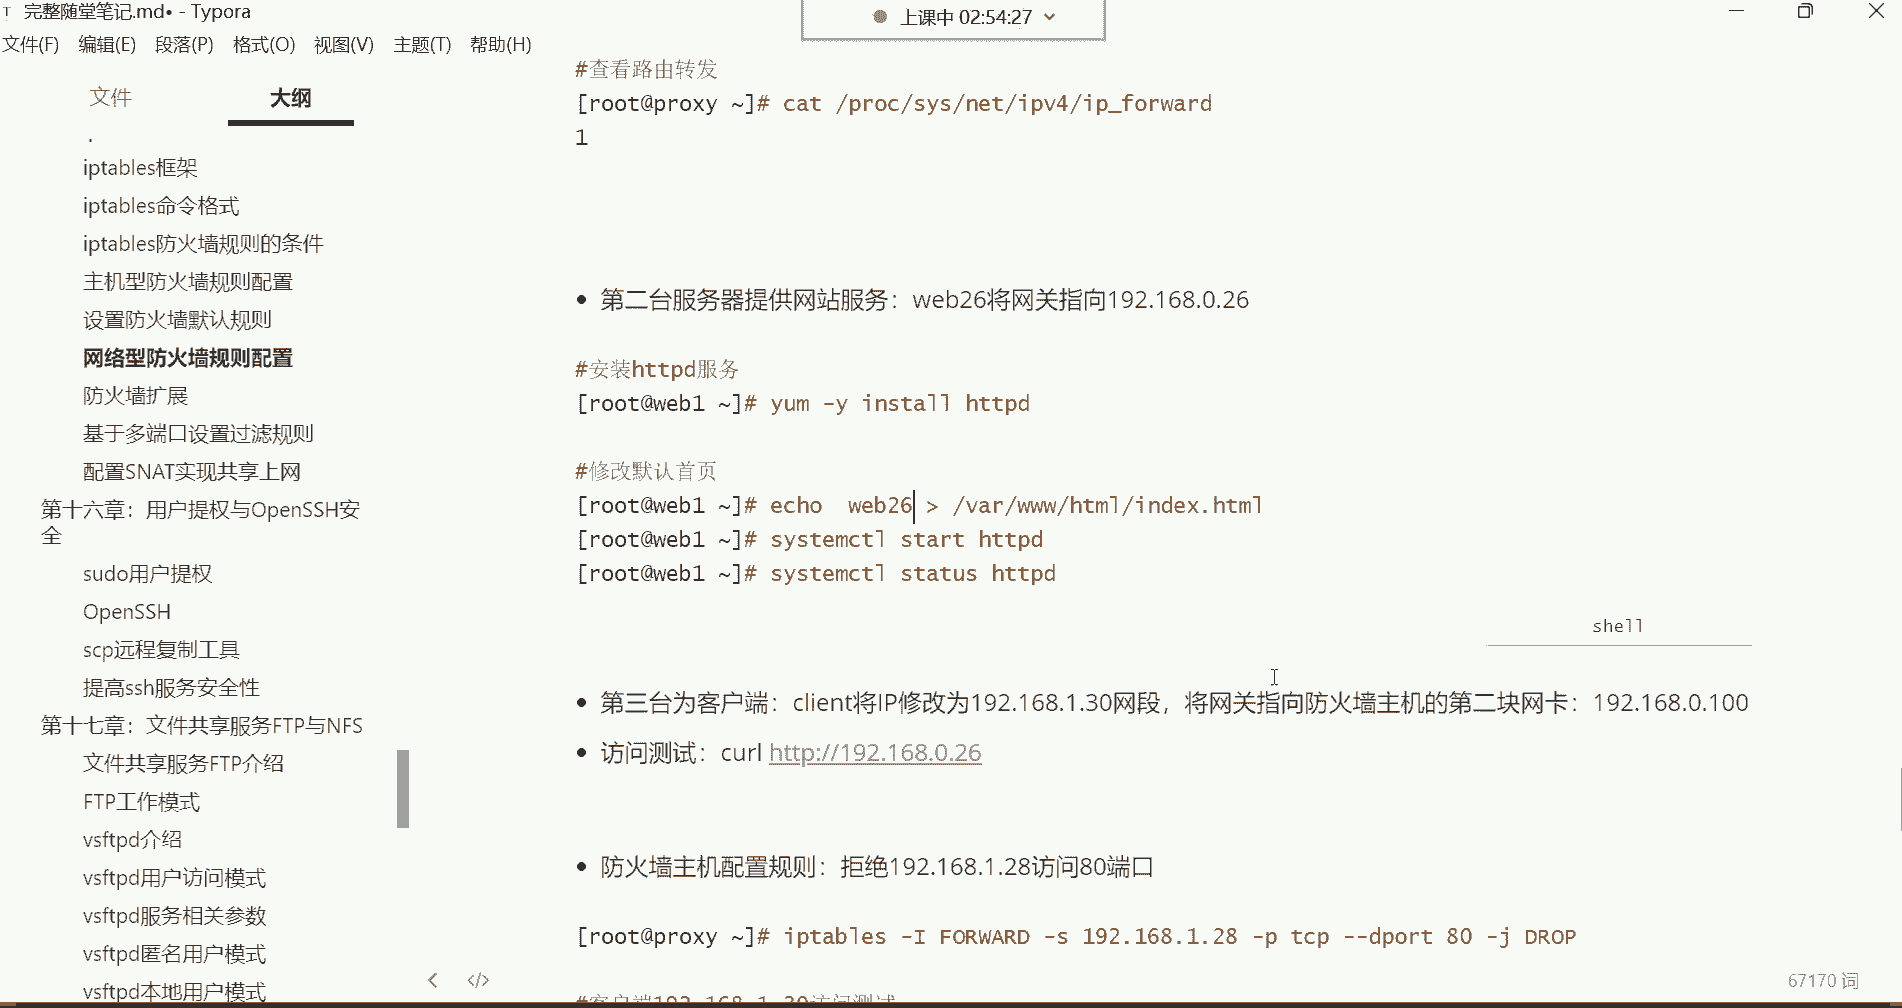 T 完整随堂笔记.md• - Typora
上课中 02:54:27
文件(F) 编辑(E) 段落(P) 格式(O) 视图(V) 主题(T) 帮助(H)
文件 大纲
iptables框架
iptables命令格式
iptables防火墙规则的条件
主机型防火墙规则配置
设置防火墙默认规则
网络型防火墙规则配置
防火墙扩展
基于多端口设置过滤规则
配置SNAT实现共享上网
第十六章：用户提权与OpenSSH安
全
sudo用户提权
OpenSSH
scp远程复制工具
提高ssh服务安全性
第十七章：文件共享服务FTP与NFS
文件共享服务FTP介绍
FTP工作模式
vsftpd介绍
vsftpd用户访问模式
vsftpd服务相关参数
vsftpd匿名用户模式
vsftpd本地用户模式
#查看路由转发
[root@proxy ~]# cat /proc/sys/net/ipv4/ip_forward
1
• 第二台服务器提供网站服务：web26将网关指向192.168.0.26
#安装httpd服务
[root@web1 ~]# yum -y install httpd
#修改默认首页
[root@web1 ~]# echo  web26 > /var/www/html/index.html
[root@web1 ~]# systemctl start httpd
[root@web1 ~]# systemctl status httpd
shell
• 第三台为客户端：client将IP修改为192.168.1.30网段，将网关指向防火墙主机的第二块网卡：192.168.0.100
• 访问测试：curl http://192.168.0.26
• 防火墙主机配置规则：拒绝192.168.1.28访问80端口
[root@proxy ~]# iptables -I FORWARD -s 192.168.1.28 -p tcp --dport 80 -j DROP
#客户端192.168.1.30访问测试
</> 67170 词